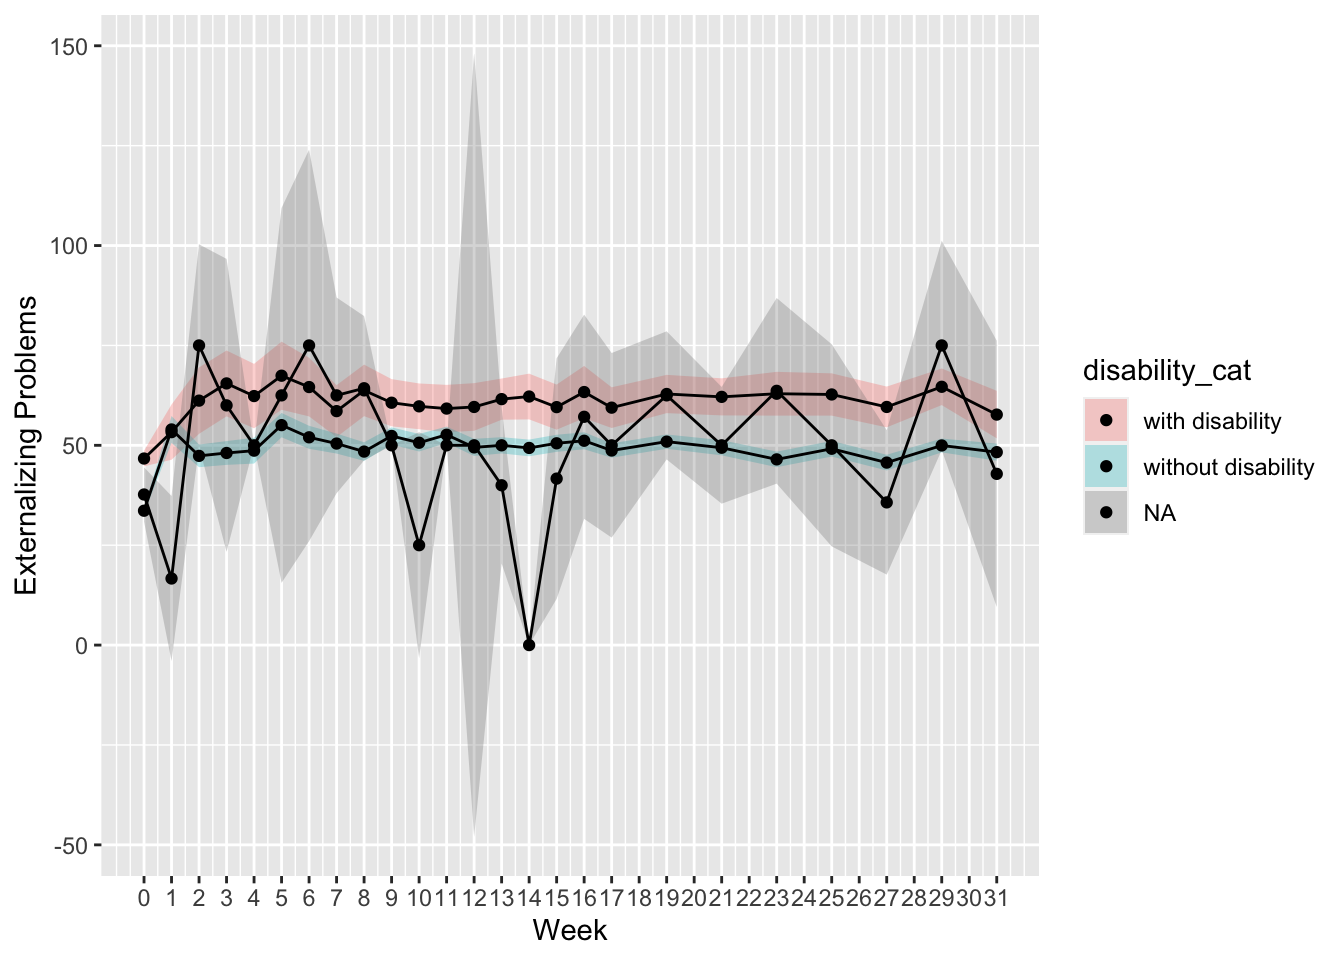 150
100
50
0
-50
Externalizing Problems
0 1 2 3 4 5 6 7 8 9 10 11 12 13 14 15 16 17 18 19 20 21 22 23 24 25 26 27 28 29 30 31
Week
disability_cat
with disability
without disability
NA